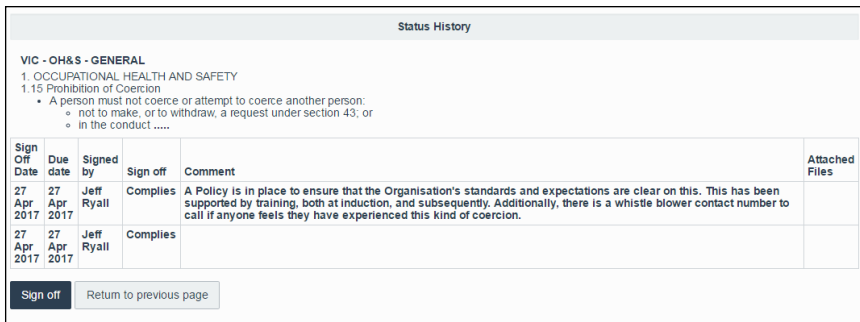 Status History
VIC - OH&S - GENERAL
1. OCCUPATIONAL HEALTH AND SAFETY
1.15 Prohibition of Coercion
• A person must not coerce or attempt to coerce another person:
◦ not to make, or to withdraw, a request under section 43; or
◦ in the conduct .....
Sign
Off Due Signed Attached
Date date by Sign off Comment Files
27 27 Jeff Complies A Policy is in place to ensure that the Organisation's standards and expectations are clear on this. This has been
Apr Apr Ryall supported by training, both at induction, and subsequently. Additionally, there is a whistle blower contact number to
2017 2017 call if anyone feels they have experienced this kind of coercion.
27 27 Jeff Complies
Apr Apr Ryall
2017 2017
Sign off Return to previous page